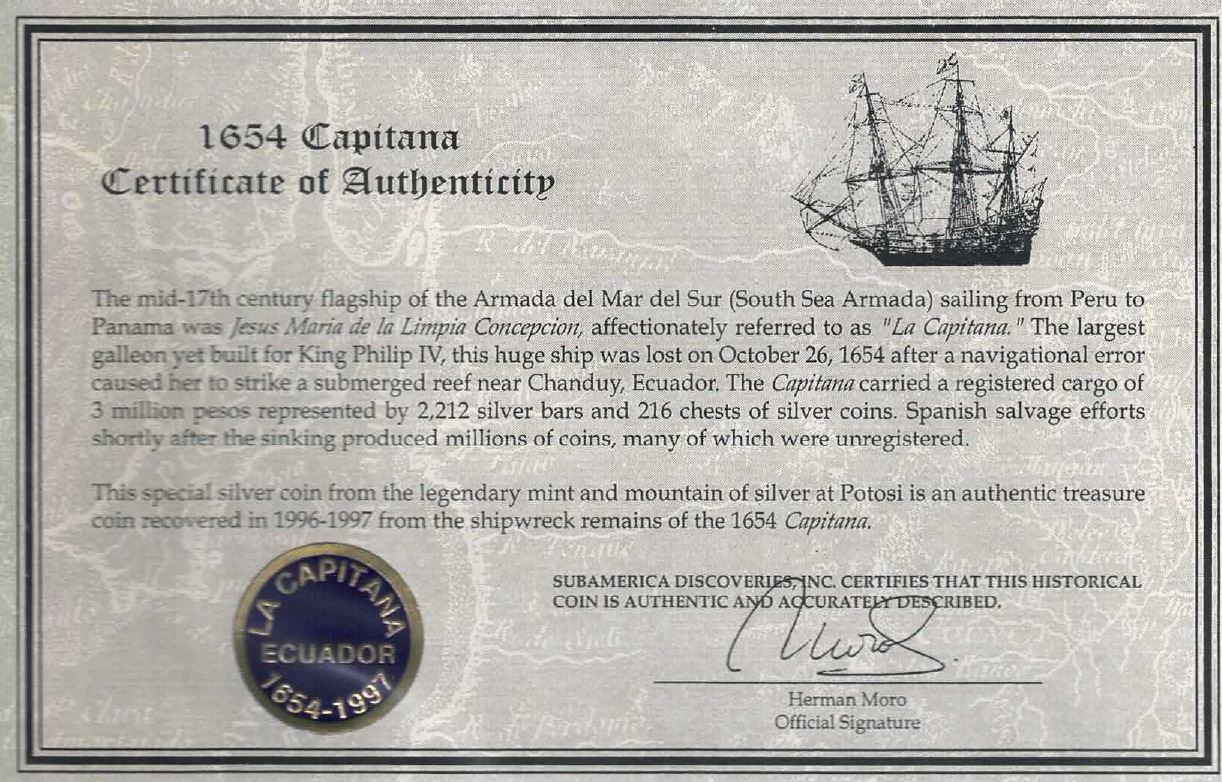 1654 Capitana
Certificate of Authenticity
The mid-17th century flagship of the Armada del Mar del Sur (South Sea Armada) sailing from Peru to
Panama was Jesus Maria de la Limpia Concepcion, affectionately referred to as "La Capitana." The largest
galleon yet built for King Philip IV, this huge ship was lost on October 26, 1654 after a navigational error
caused her to strike a submerged reef near Chanduy, Ecuador. The Capitana carried a registered cargo of
3 million pesos represented by 2,212 silver bars and 216 chests of silver coins. Spanish salvage efforts
shortly after the sinking produced millions of coins, many of which were unregistered.
This special silver coin from the legendary mint and mountain of silver at Potosi is an authentic treasure
coin recovered in 1996-1997 from the shipwreck remains of the 1654 Capitana.
SUBAMERICA DISCOVERIES, INC. CERTIFIES THAT THIS HISTORICAL
COIN IS AUTHENTIC AND ACCURATELY DESCRIBED.
LA CAPITANA
ECUADOR
1654-1997
Moro
Herman Moro
Official Signature